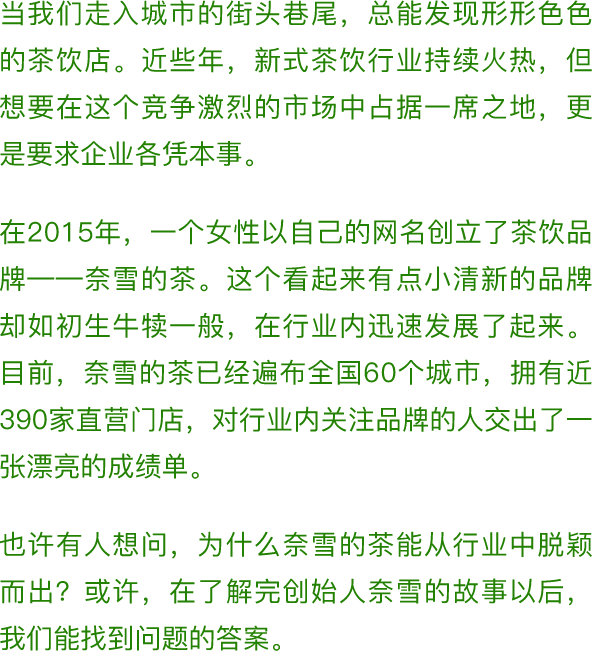 当我们走入城市的街头巷尾，总能发现形形色色
的茶饮店。近些年，新式茶饮行业持续火热，但
想要在这个竞争激烈的市场中占据一席之地，更
是要求企业各凭本事。
在2015年，一个女性以自己的网名创立了茶饮品
牌——奈雪的茶。这个看起来有点小清新的品牌
却如初生牛犊一般，在行业内迅速发展了起来。
目前，奈雪的茶已经遍布全国60个城市，拥有近
390家直营门店，对行业内关注品牌的人交出了一
张漂亮的成绩单。
也许有人想问，为什么奈雪的茶能从行业中脱颖
而出？或许，在了解完创始人奈雪的故事以后，
我们能找到问题的答案。